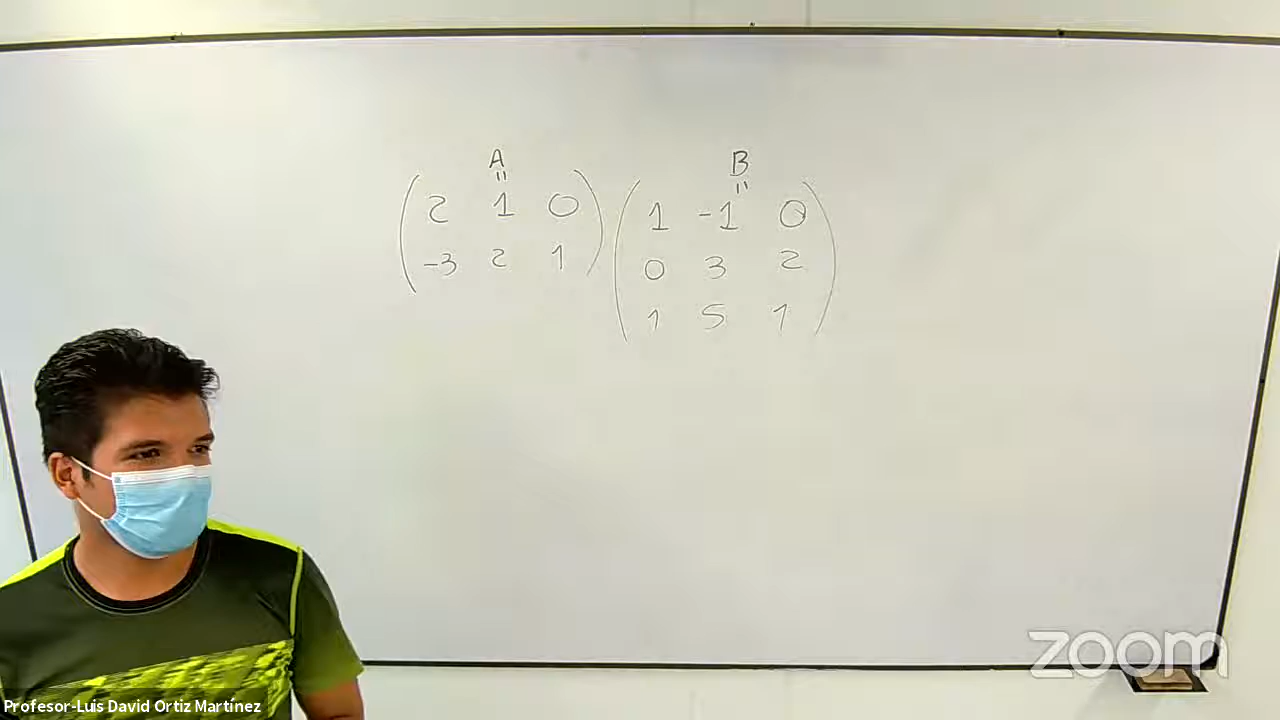 A B
" "
2 1 0 1 -1 0
-3 2 1 0 3 2
1 5 1
zoom
Profesor-Luis David Ortiz Martínez